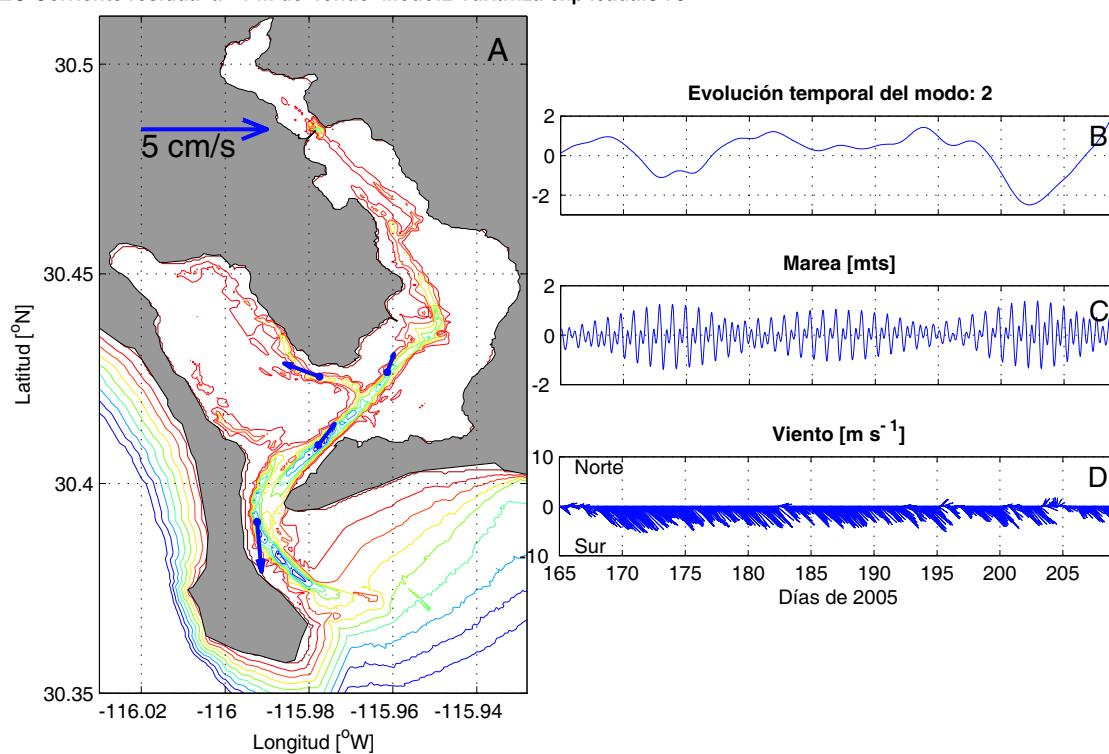 A
5 cm/s
30.5
30.45
30.4
30.35
Latitud [°N]
-116.02 -116 -115.98 -115.96 -115.94
Longitud [°W]
Evolución temporal del modo: 2
B
2
0
-2
Marea [mts]
C
2
0
-2
Viento [m s⁻¹]
D
10
Norte
0
Sur
-10
165 170 175 180 185 190 195 200 205
Días de 2005